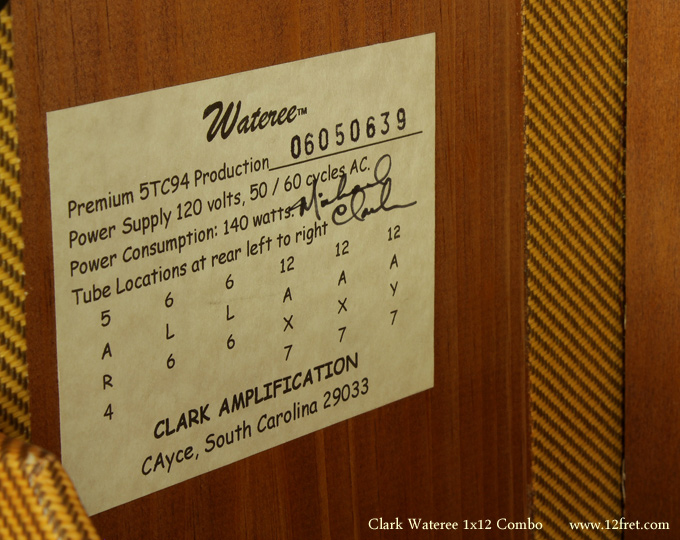 Wateree™
Premium 5TC94 Production 06050639
Power Supply 120 volts, 50 / 60 cycles AC.
Power Consumption: 140 watts. Michael Clark
Tube Locations at rear left to right
5 6 6 12 12 12
A L L A A A
R 6 6 X X Y
4 7 7 7
CLARK AMPLIFICATION
CAyce, South Carolina 29033
Clark Wateree 1x12 Combo www.12fret.com